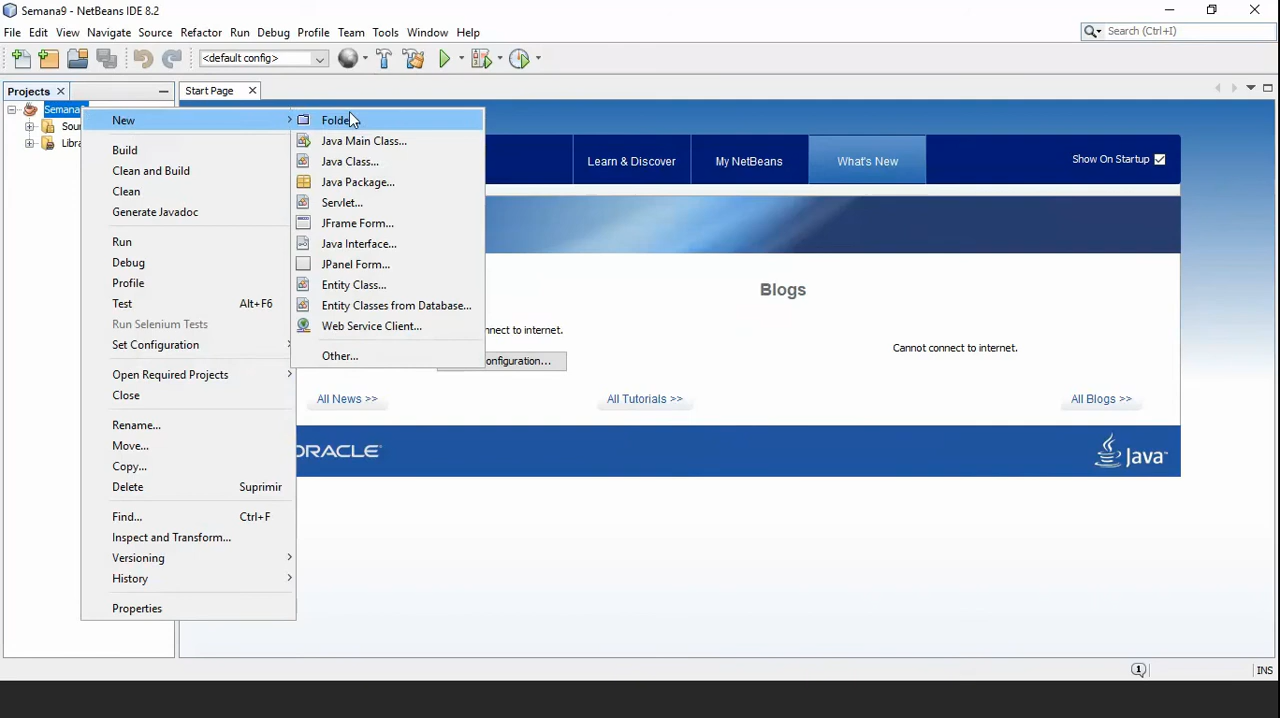 Semana9 - NetBeans IDE 8.2
File Edit View Navigate Source Refactor Run Debug Profile Team Tools Window Help
Search (Ctrl+I)
<default config>
Projects
Start Page
New
Build
Clean and Build
Clean
Generate Javadoc
Run
Debug
Profile
Test Alt+F6
Run Selenium Tests
Set Configuration
Open Required Projects
Close
Rename...
Move...
Copy...
Delete Suprimir
Find... Ctrl+F
Inspect and Transform...
Versioning
History
Properties
Java Main Class...
Java Class...
Java Package...
Servlet...
JFrame Form...
Java Interface...
JPanel Form...
Entity Class...
Entity Classes from Database...
Web Service Client...
Other...
Learn & Discover
My NetBeans
What's New
Show On Startup
Blogs
nnect to internet.
onfiguration...
Cannot connect to internet.
All News >>
All Tutorials >>
All Blogs >>
ORACLE
Java
1
INS